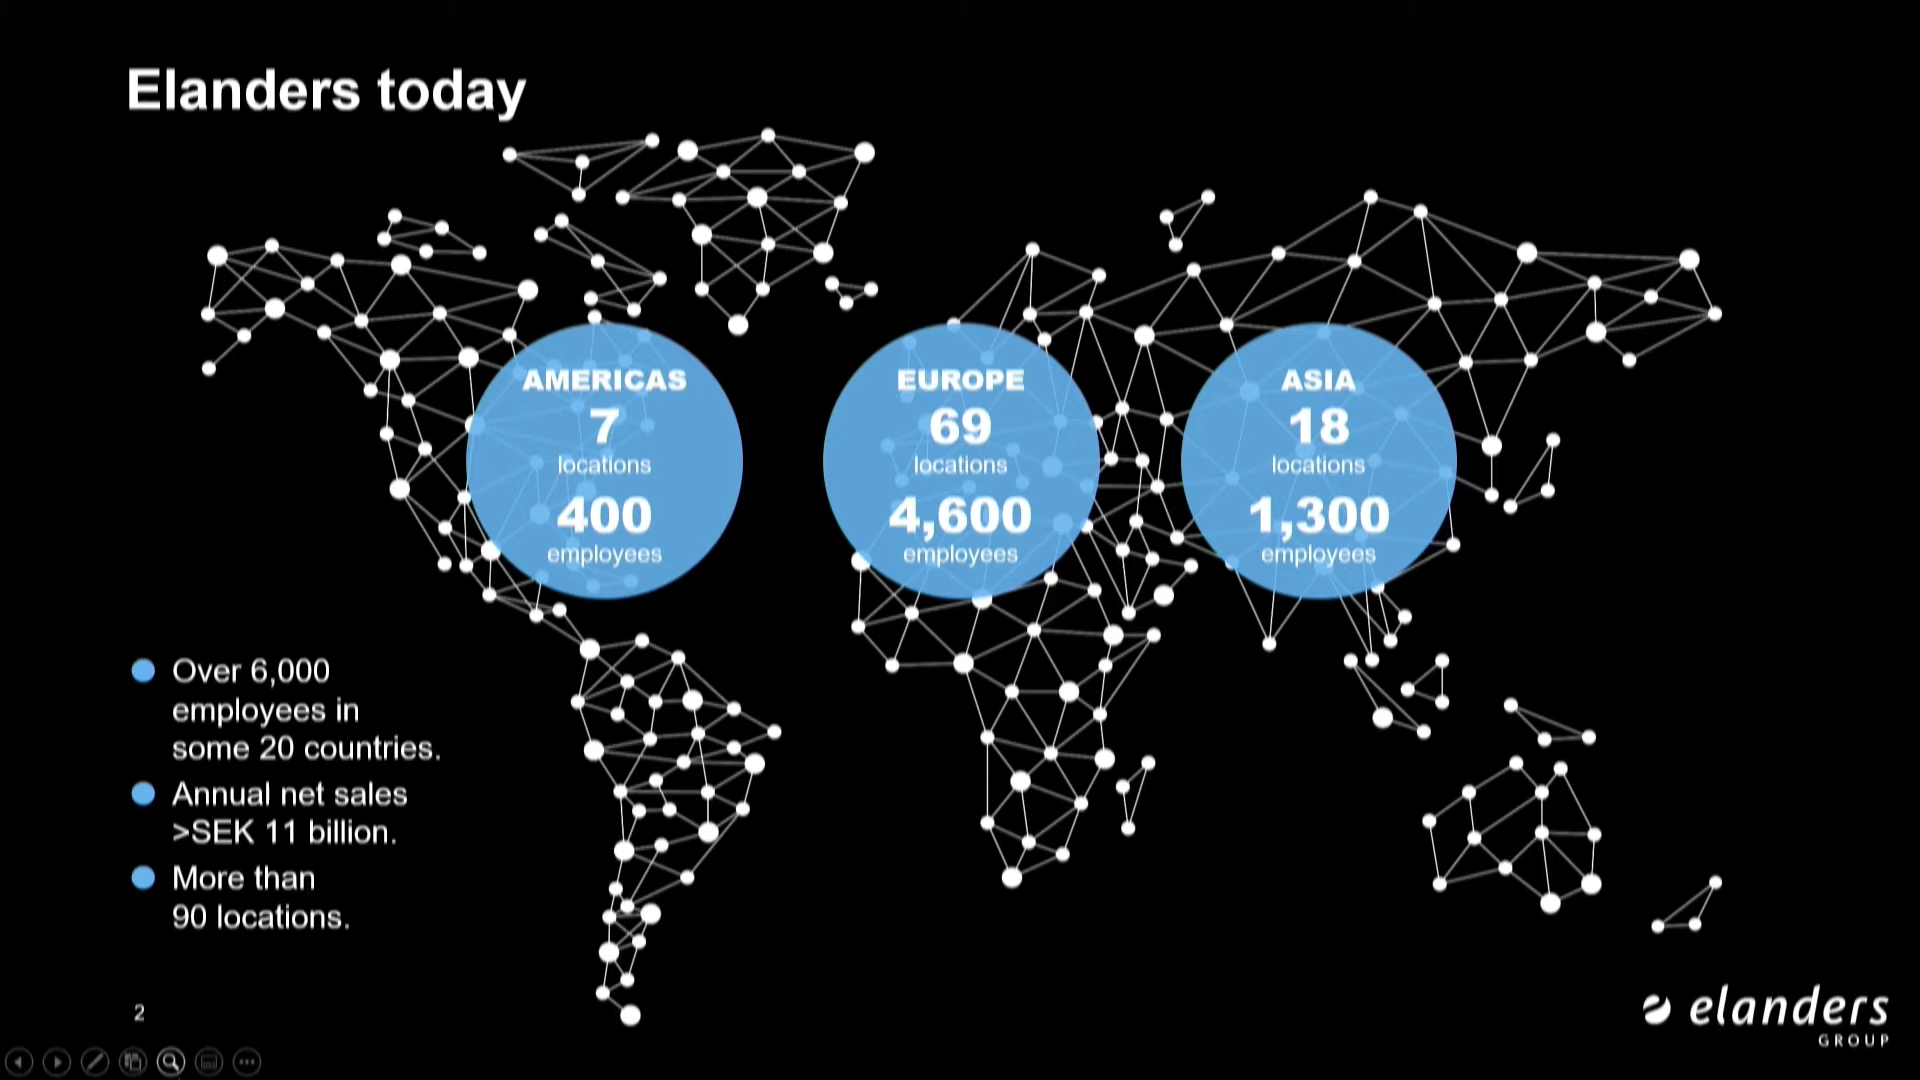 Elanders today
AMERICAS
7
locations
400
employees
EUROPE
69
locations
4,600
employees
ASIA
18
locations
1,300
employees
Over 6,000
employees in
some 20 countries.
Annual net sales
>SEK 11 billion.
More than
90 locations.
2
elanders
GROUP